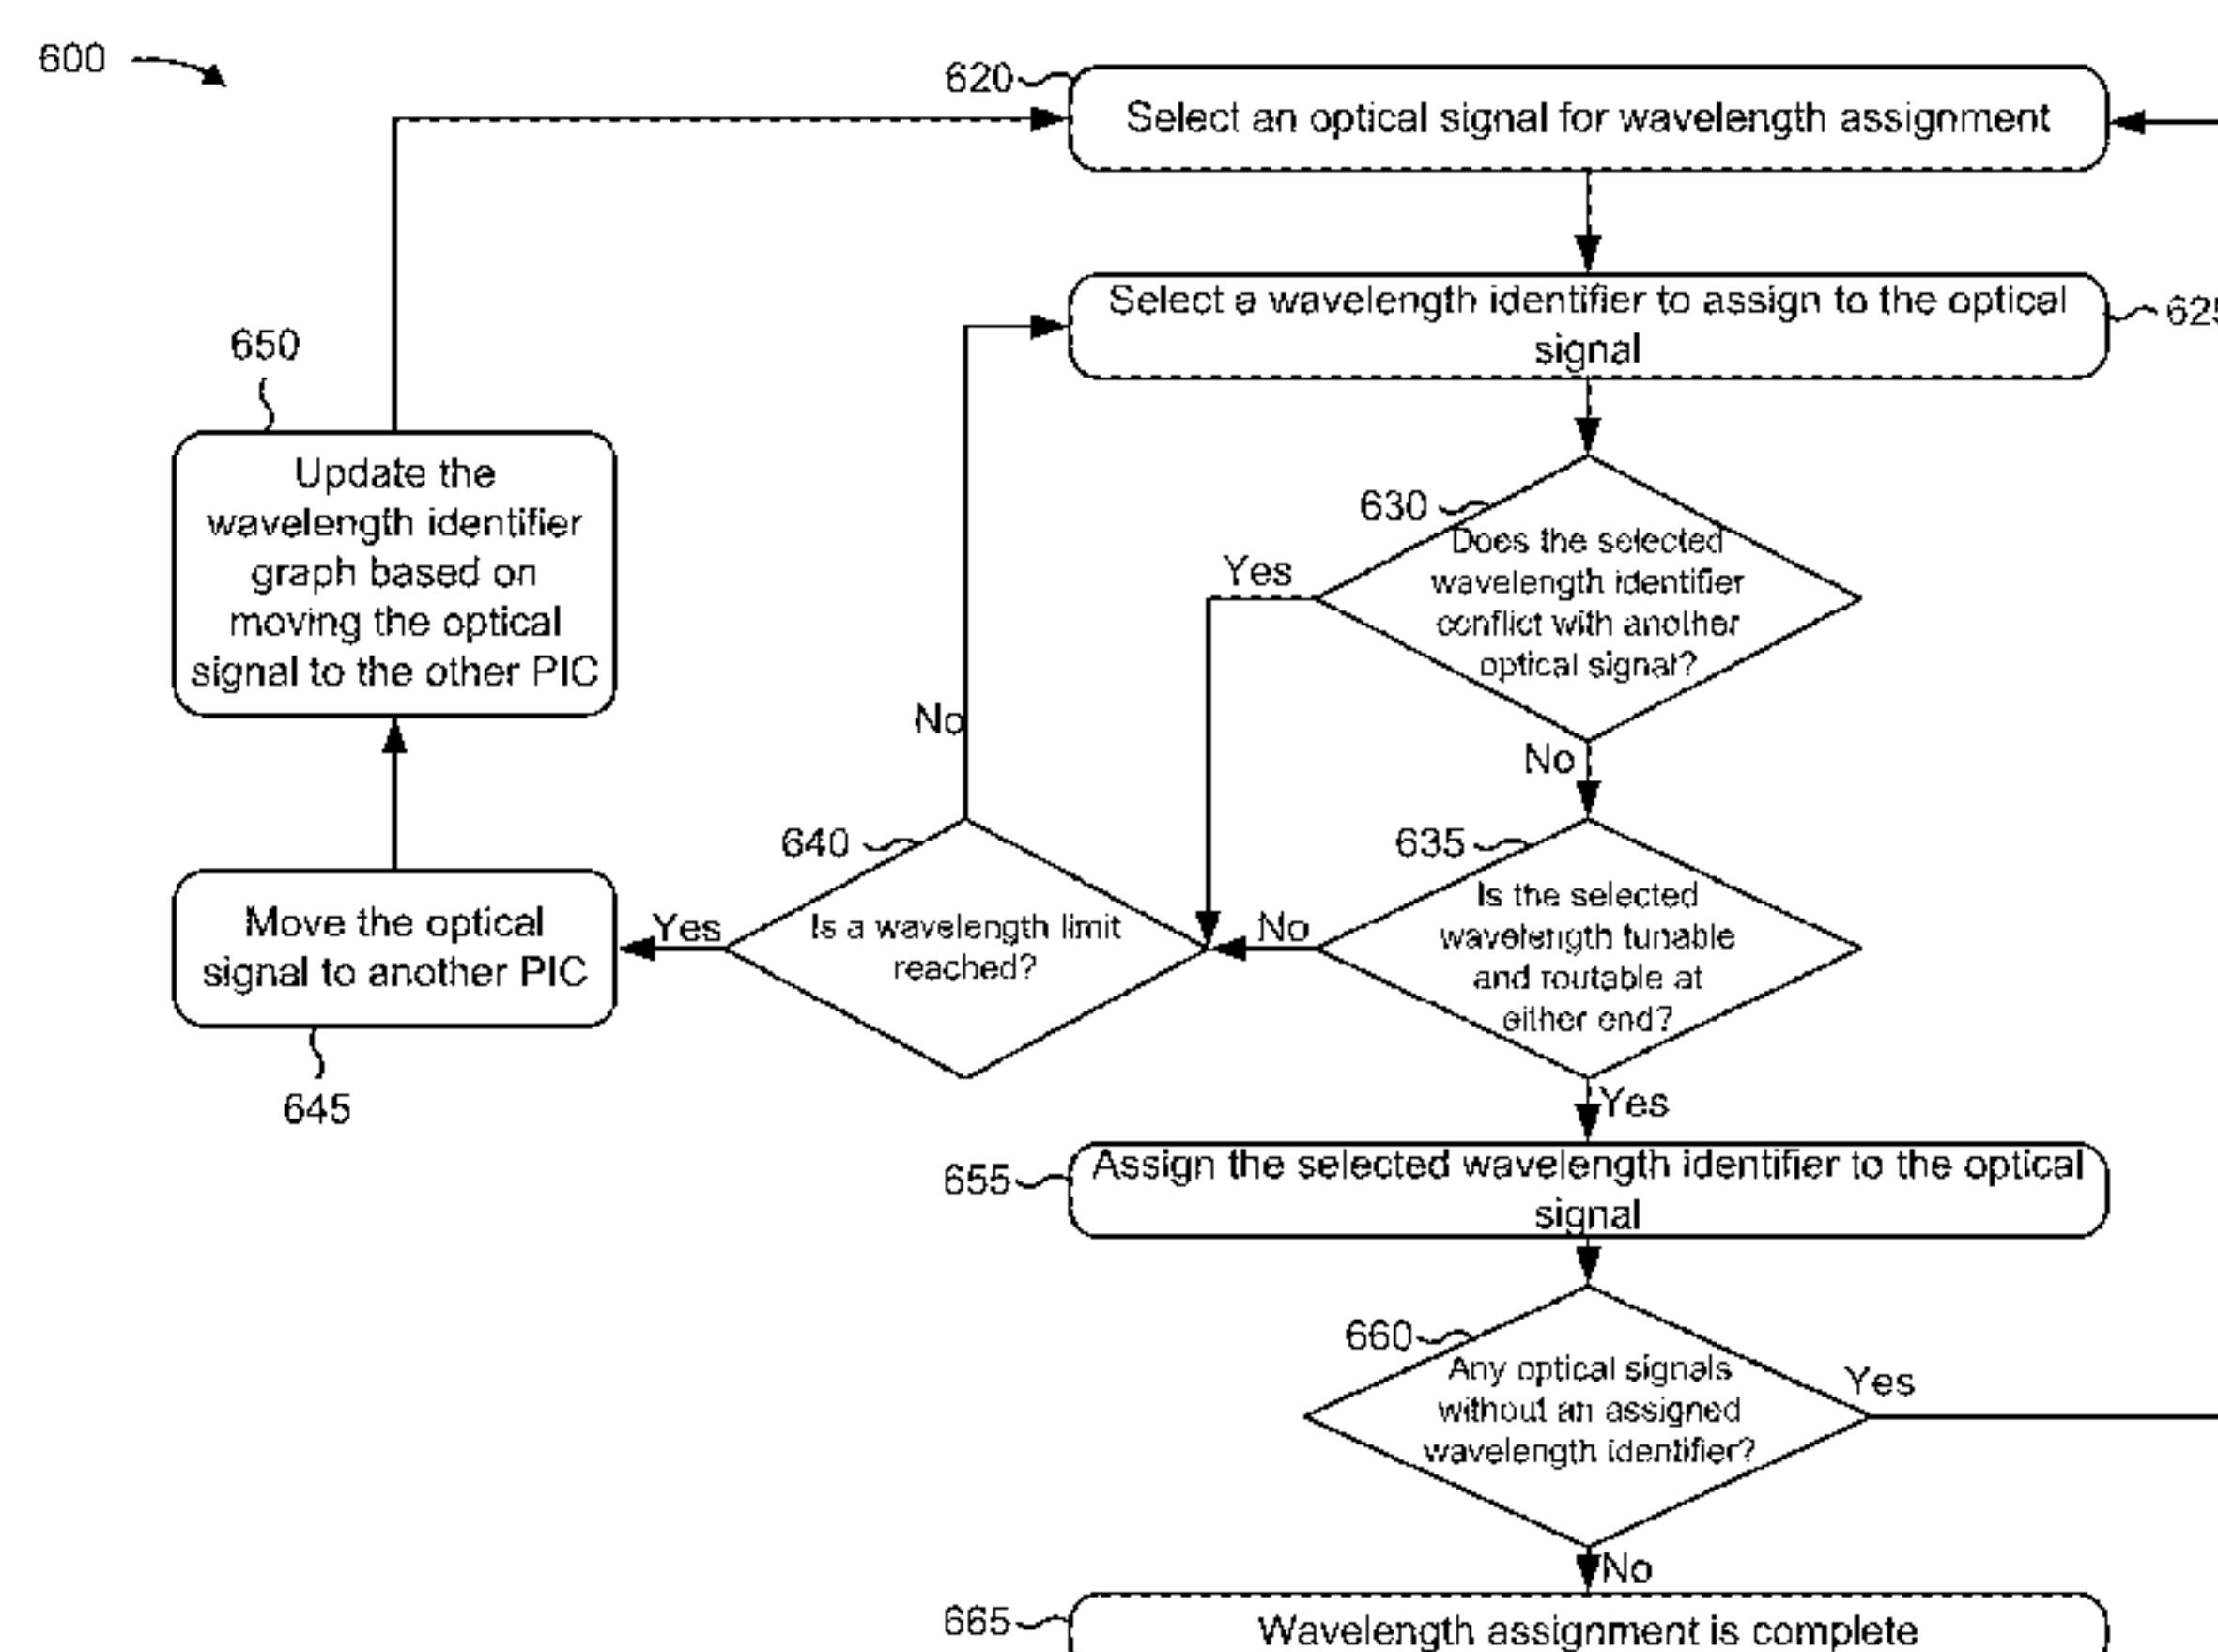 600
620
Select an optical signal for wavelength assignment
Select a wavelength identifier to assign to the optical
signal
625
650
Update the
wavelength identifier
graph based on
moving the optical
signal to the other PIC
630
Does the selected
wavelength identifier
conflict with another
optical signal?
Yes
No
No
640
Is a wavelength limit
reached?
Yes
No
635
Is the selected
wavelength tunable
and routable at
either end?
Yes
Move the optical
signal to another PIC
645
655
Assign the selected wavelength identifier to the optical
signal
660
Any optical signals
without an assigned
wavelength identifier?
Yes
No
665
Wavelength assignment is complete